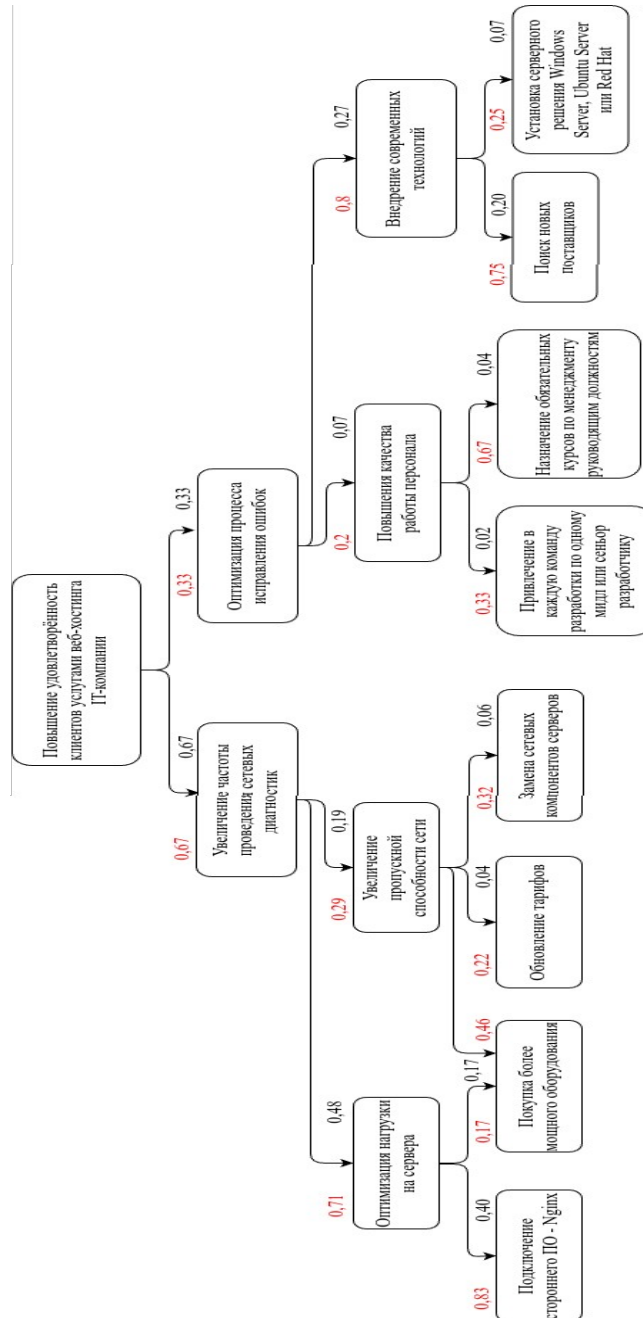 Повышение удовлетворённость
клиентов услугами веб-хостинга
IT-компании
0,67
0,67
Увеличение частоты
проведения сетевых
диагностик
0,33
0,33
Оптимизация процесса
исправления ошибок
0,71
0,48
Оптимизация нагрузки
на сервера
0,29
0,19
Увеличение
пропускной
способности сети
0,2
0,07
Повышения качества
работы персонала
0,8
0,27
Внедрение современных
технологий
0,83
0,40
Подключение
стороннего ПО - Nginx
0,17
0,17
0,46
Покупка более
мощного оборудования
0,22
0,04
Обновление тарифов
0,32
0,06
Замена сетевых
компонентов серверов
0,33
0,02
Привлечение в
каждую команду
разработки по одному
мидл или сеньор
разработчику
0,67
0,04
Назначение обязательных
курсов по менеджменту
руководящим должностям
0,75
0,20
Поиск новых
поставщиков
0,25
0,07
Установка серверного
решения Windows
Server, Ubuntu Server
или Red Hat